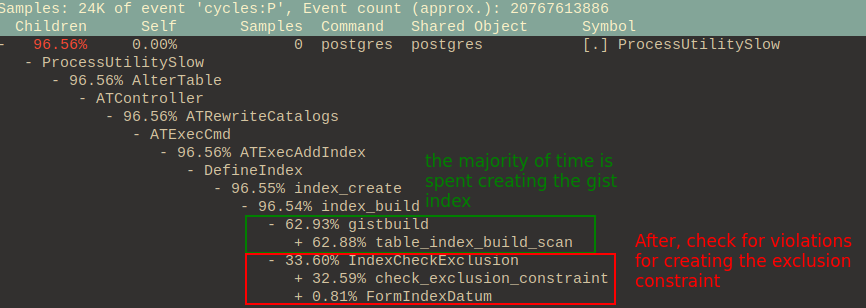 Samples: 24K of event 'cycles:P', Event count (approx.): 20767613886
Children Self Samples Command Shared Object Symbol
- 96.56% 0.00% 0 postgres postgres [.] ProcessUtilitySlow
- ProcessUtilitySlow
- 96.56% AlterTable
- ATController
- 96.56% ATRewriteCatalogs
- ATExecCmd
- 96.56% ATExecAddIndex
- DefineIndex
- 96.55% index_create
- 96.54% index_build
- 62.93% gistbuild
+ 62.88% table_index_build_scan
- 33.60% IndexCheckExclusion
+ 32.59% check_exclusion_constraint
+ 0.81% FormIndexDatum
the majority of time is
spent creating the gist
index
After, check for violations
for creating the exclusion
constraint